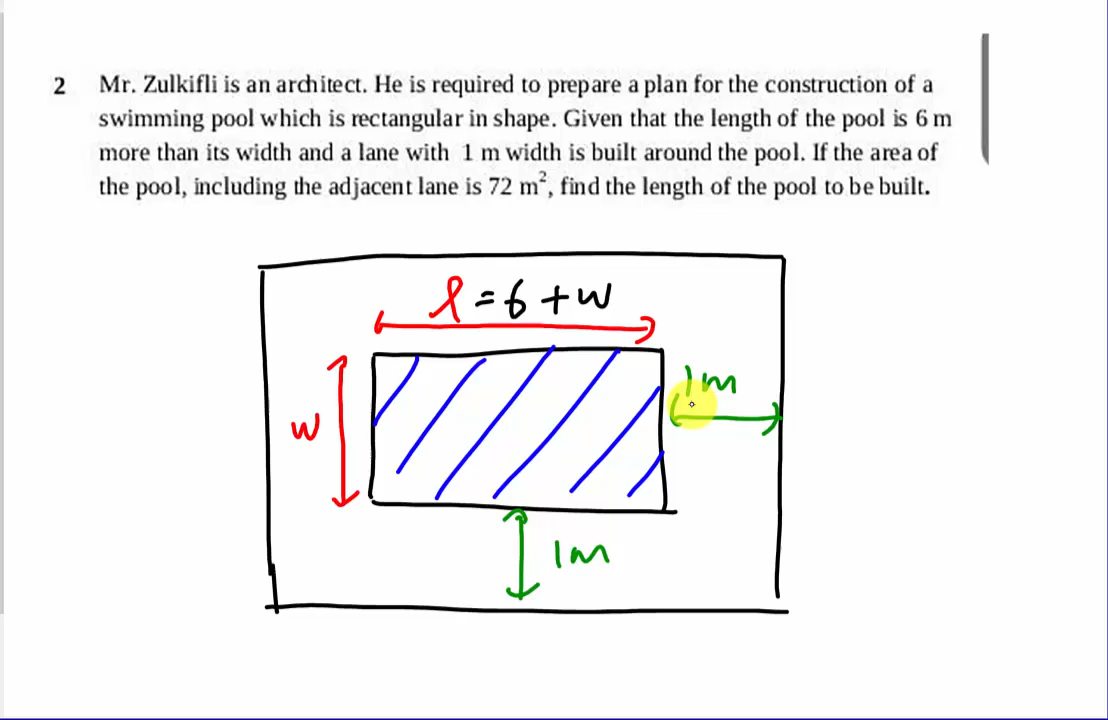 2 Mr. Zulkifli is an architect. He is required to prepare a plan for the construction of a
swimming pool which is rectangular in shape. Given that the length of the pool is 6 m
more than its width and a lane with 1 m width is built around the pool. If the area of
the pool, including the adjacent lane is 72 m², find the length of the pool to be built.
l = 6 + w
1m
w
1m